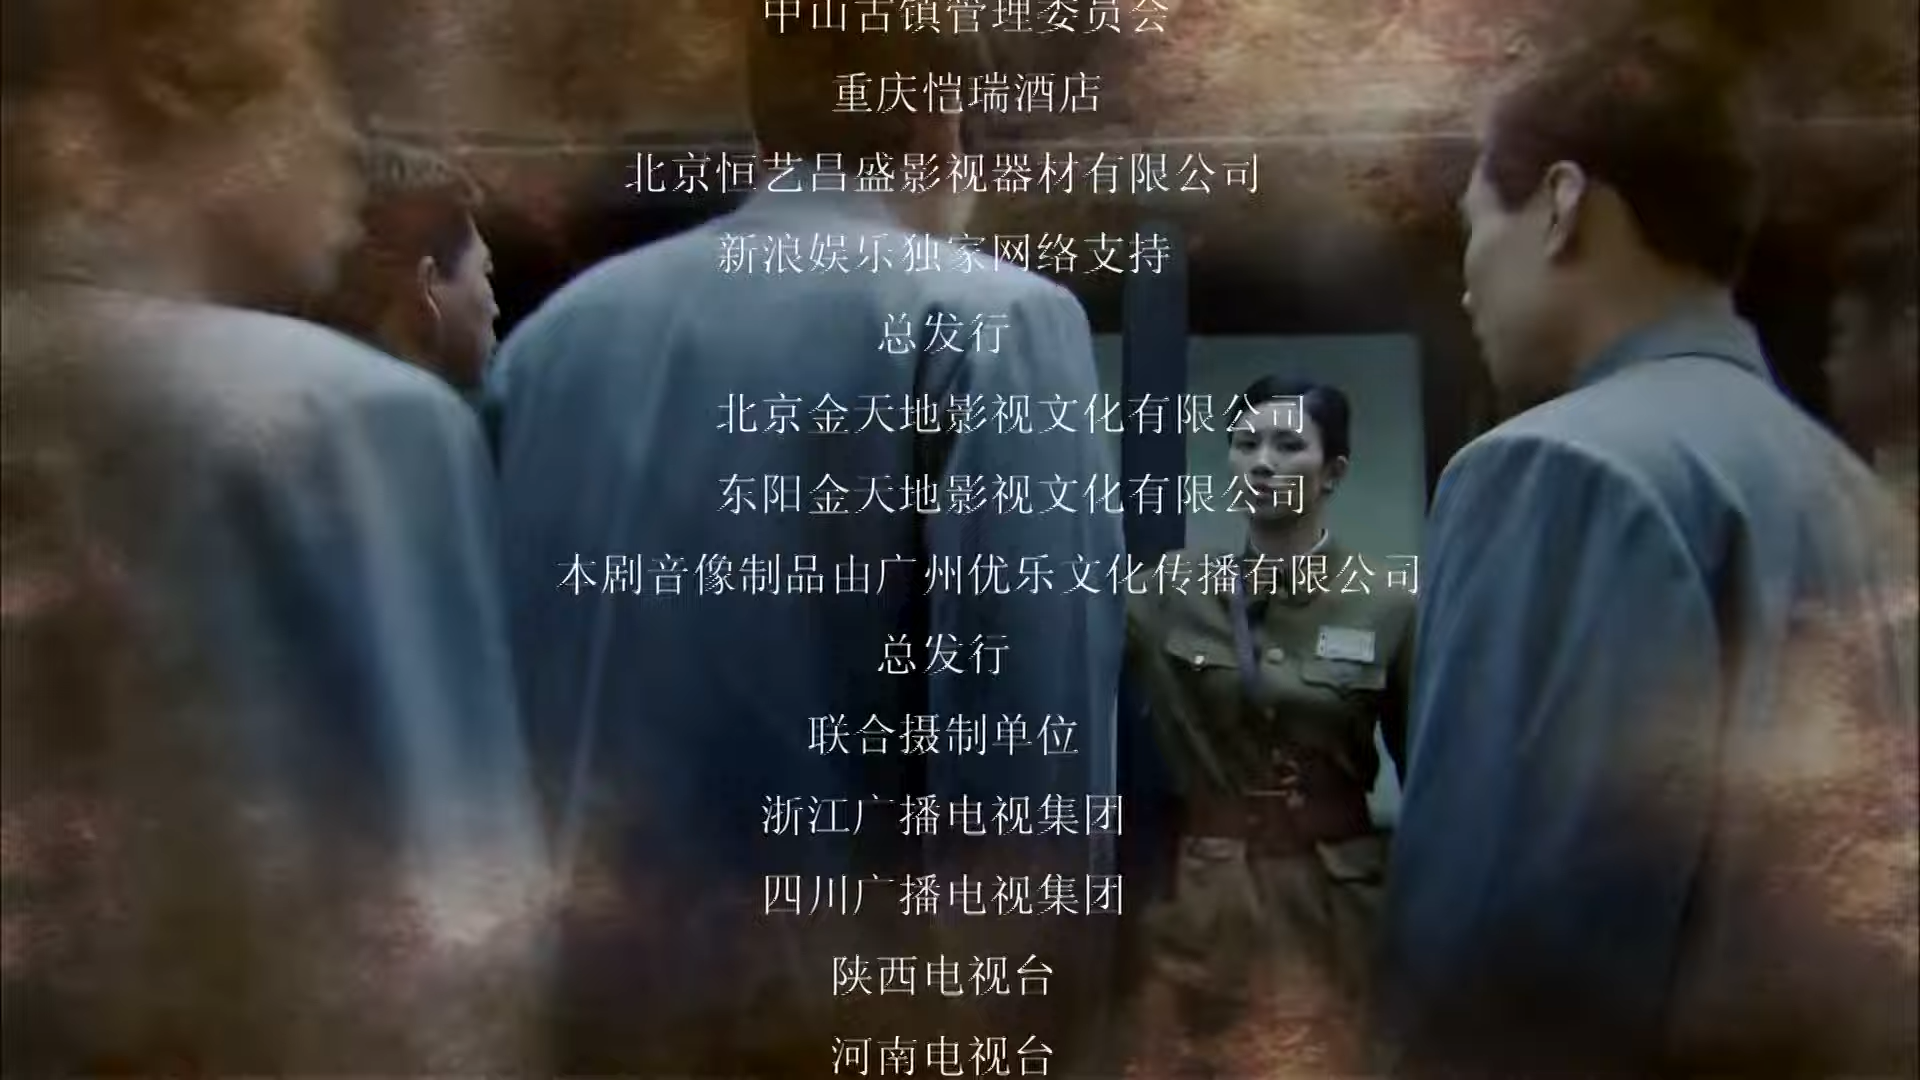 中山古镇管理委员会
重庆恺瑞酒店
北京恒艺昌盛影视器材有限公司
新浪娱乐独家网络支持
总发行
北京金天地影视文化有限公司
东阳金天地影视文化有限公司
本剧音像制品由广州优乐文化传播有限公司
总发行
联合摄制单位
浙江广播电视集团
四川广播电视集团
陕西电视台
河南电视台